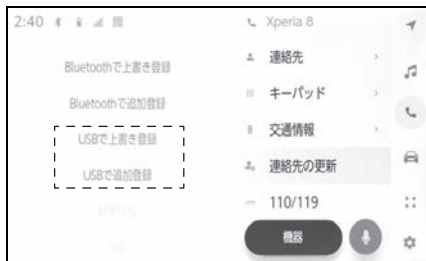 2:40
Bluetoothで上書き登録
Bluetoothで追加登録
USBで上書き登録
USBで追加登録
Xperia 8
連絡先
キーパッド
交通情報
連絡先の更新
110/119
機器